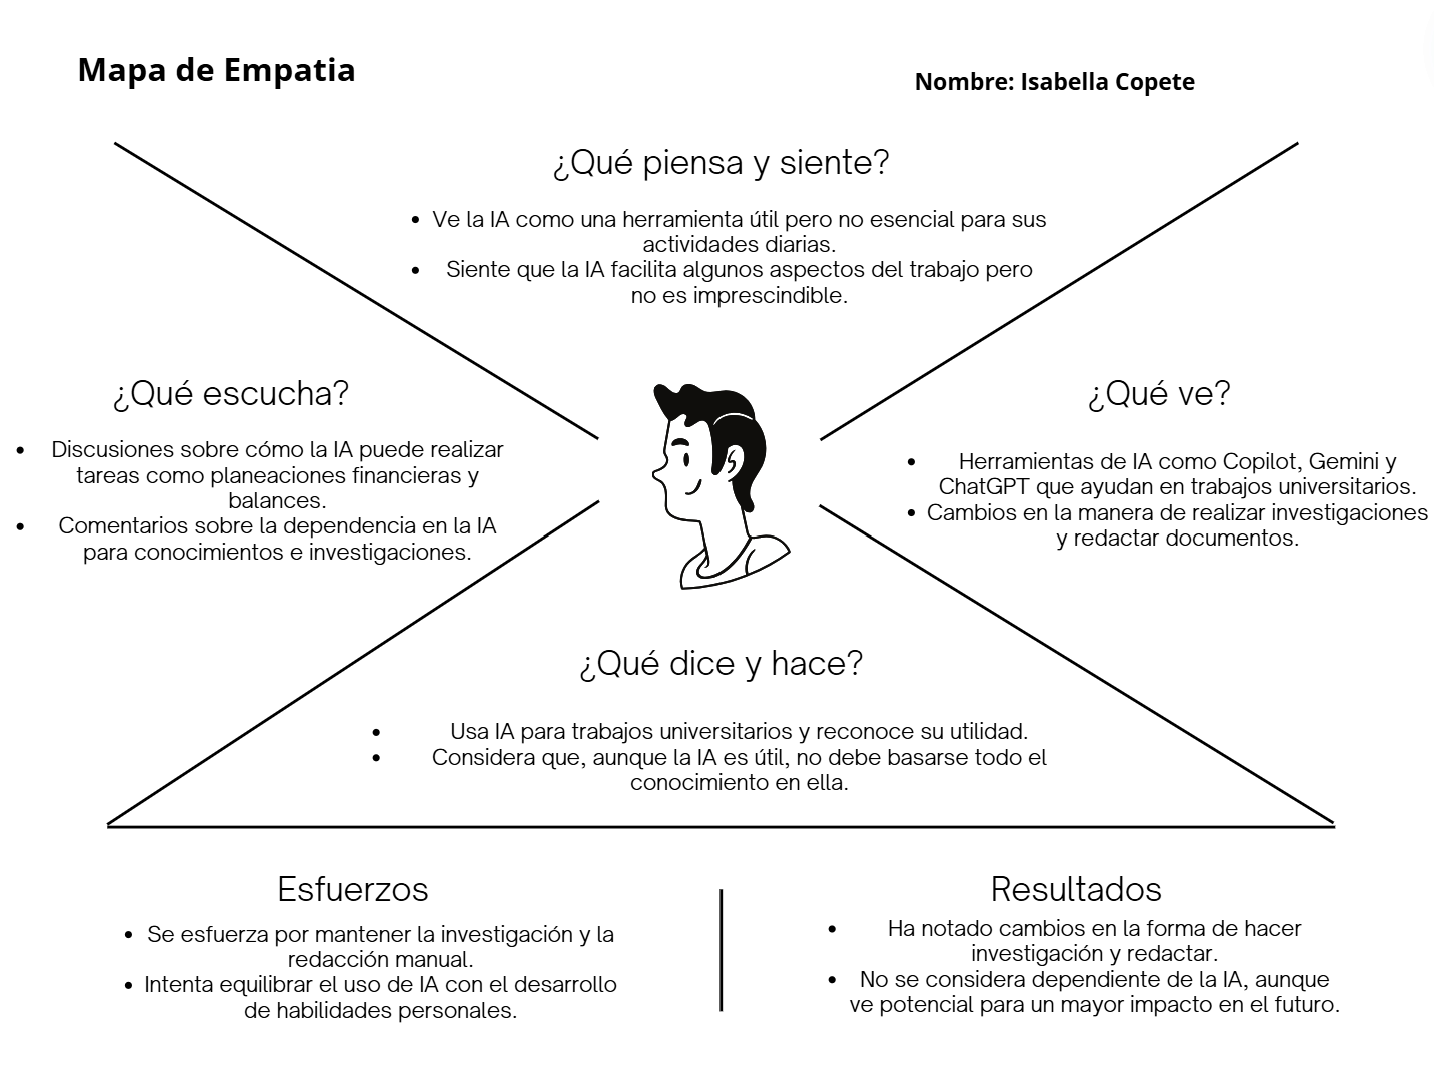 Mapa de Empatia
Nombre: Isabella Copete
¿Qué piensa y siente?
• Ve la IA como una herramienta útil pero no esencial para sus
actividades diarias.
• Siente que la IA facilita algunos aspectos del trabajo pero
no es imprescindible.
¿Qué escucha?
• Discusiones sobre cómo la IA puede realizar
tareas como planeaciones financieras y
balances.
• Comentarios sobre la dependencia en la IA
para conocimientos e investigaciones.
¿Qué ve?
• Herramientas de IA como Copilot, Gemini y
ChatGPT que ayudan en trabajos universitarios.
• Cambios en la manera de realizar investigaciones
y redactar documentos.
¿Qué dice y hace?
• Usa IA para trabajos universitarios y reconoce su utilidad.
• Considera que, aunque la IA es útil, no debe basarse todo el
conocimiento en ella.
Esfuerzos
• Se esfuerza por mantener la investigación y la
redacción manual.
• Intenta equilibrar el uso de IA con el desarrollo
de habilidades personales.
Resultados
• Ha notado cambios en la forma de hacer
investigación y redactar.
• No se considera dependiente de la IA, aunque
ve potencial para un mayor impacto en el futuro.